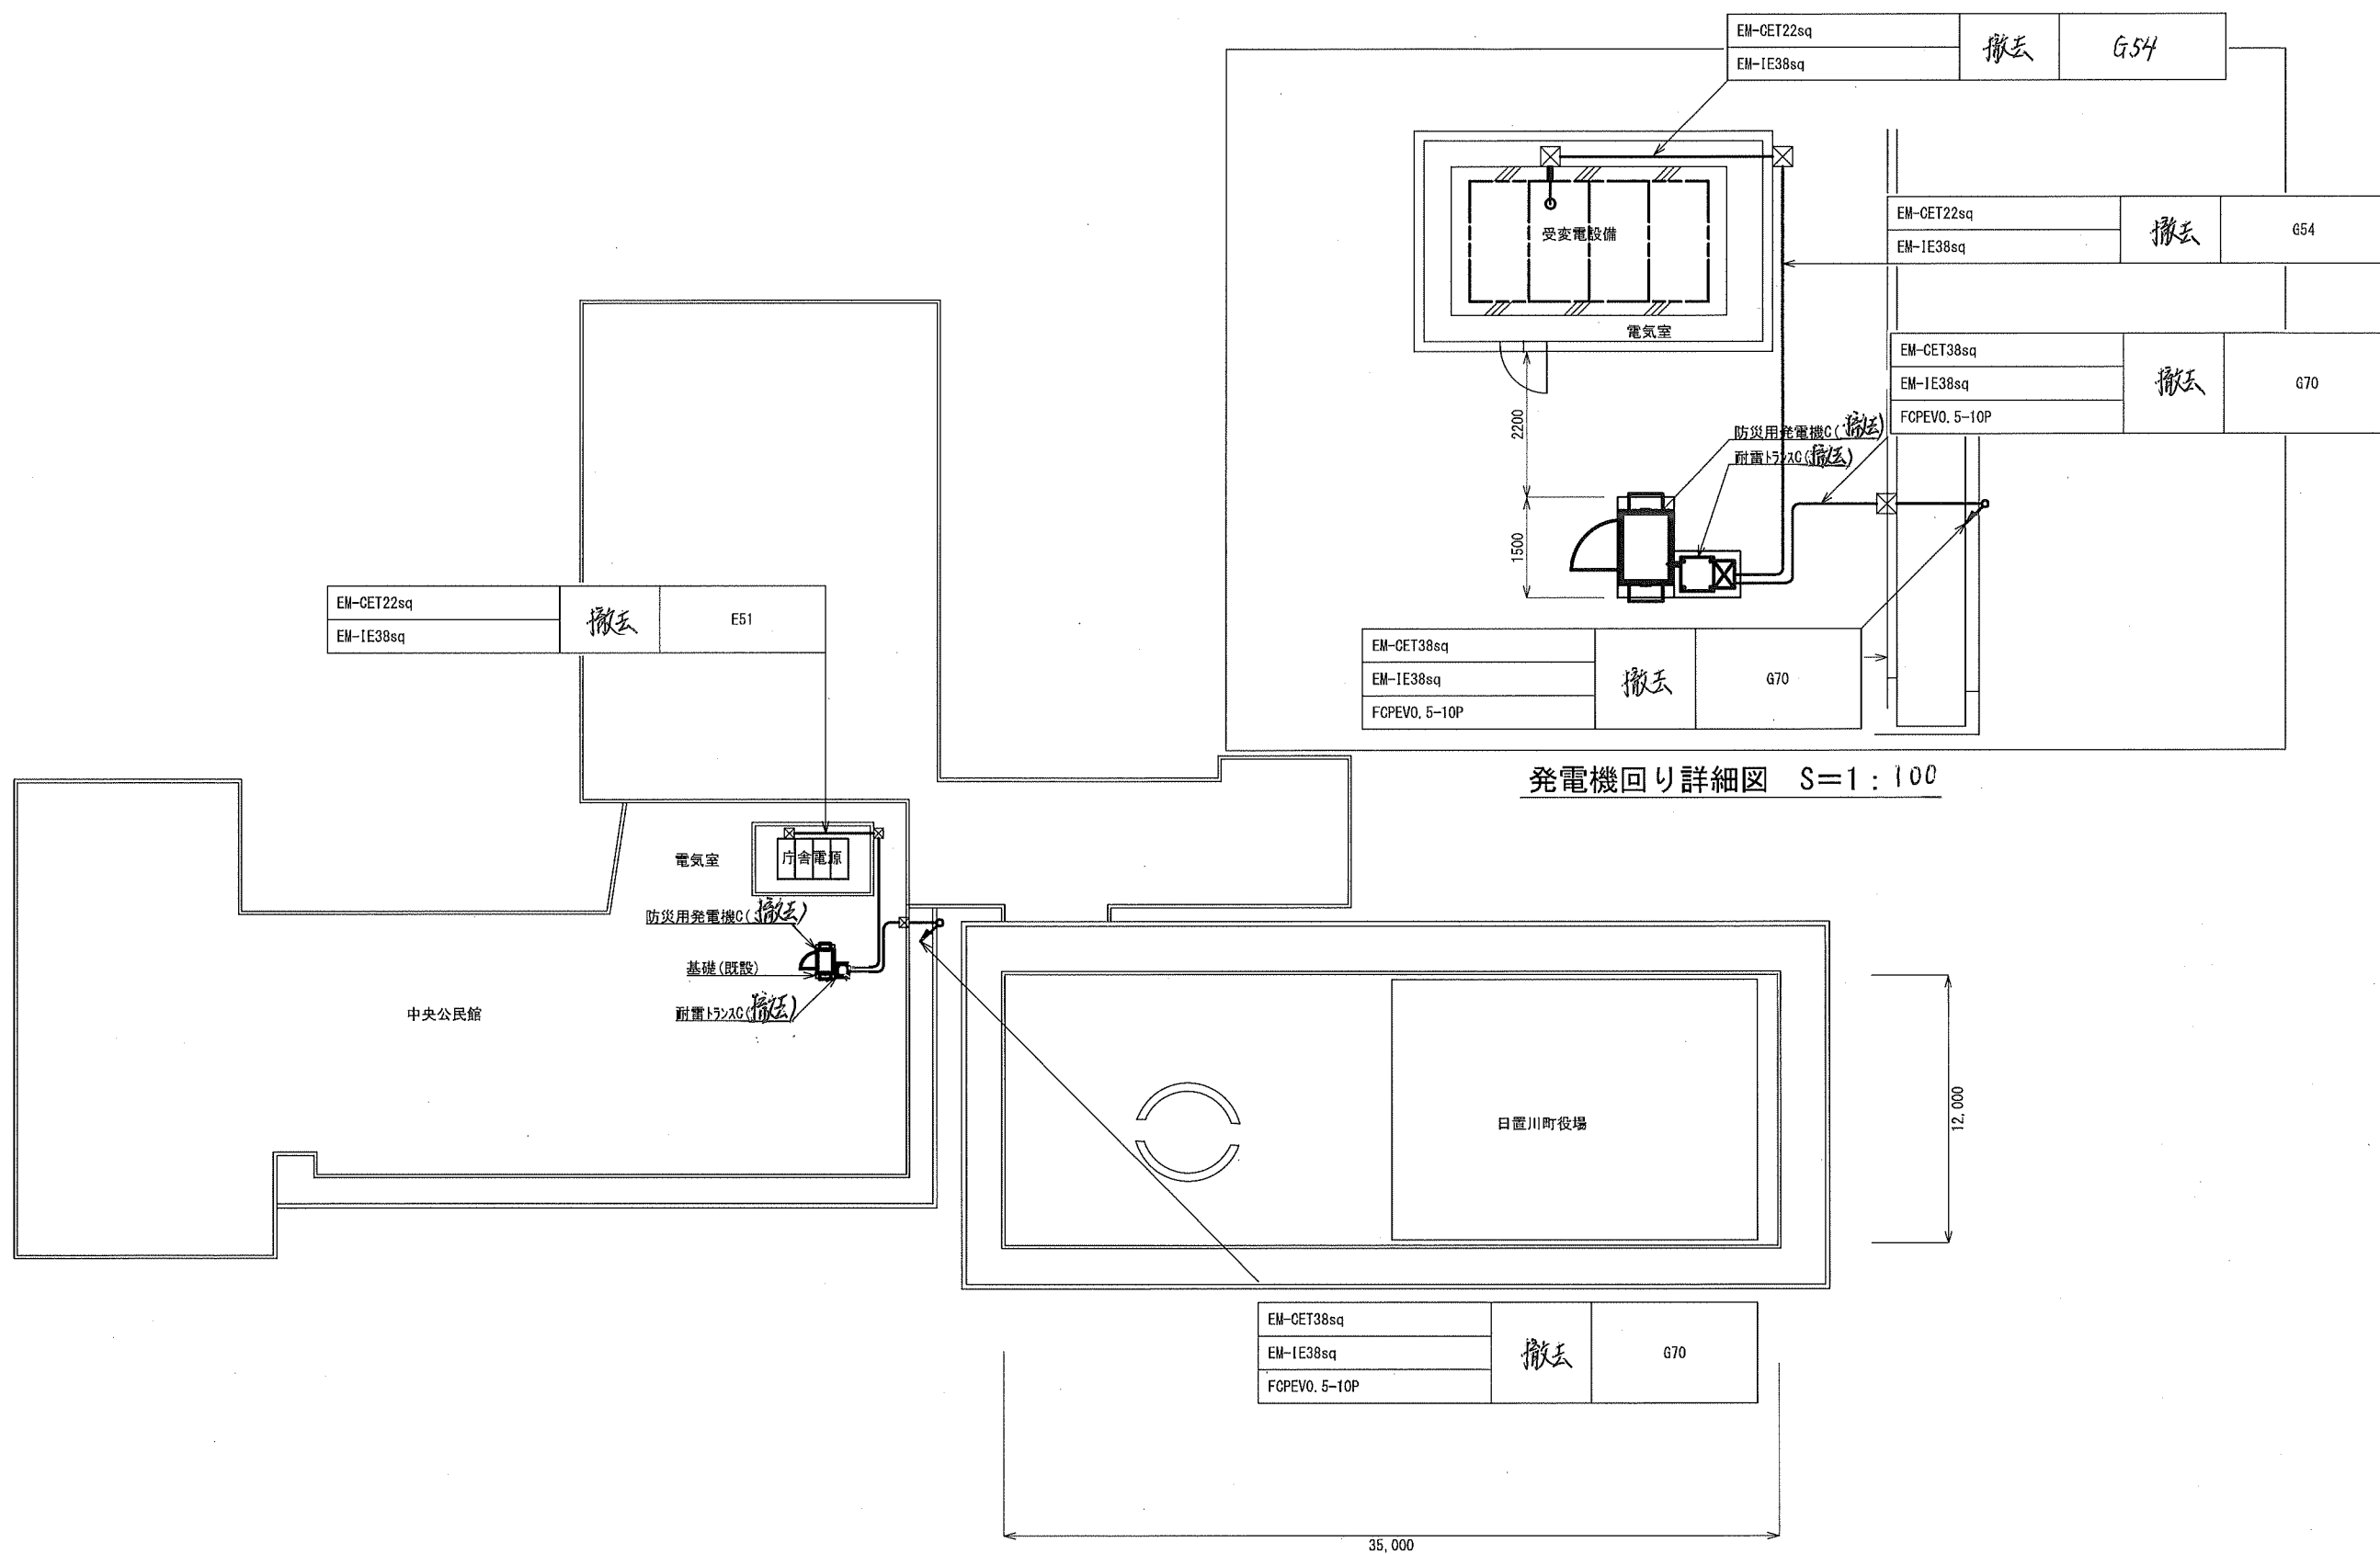 EM-CET22sq
EM-IE38sq
撤去
G54
EM-CET22sq
EM-IE38sq
撤去
G54
受変電設備
電気室
EM-CET38sq
EM-IE38sq
FCPEV0.5-10P
撤去
G70
2200
防災用発電機C(撤去)
耐雷トランスC(撤去)
1500
EM-CET22sq
EM-IE38sq
撤去
E51
EM-CET38sq
EM-IE38sq
FCPEV0.5-10P
撤去
G70
発電機回り詳細図 S=1:100
電気室
庁舎電源
防災用発電機C(撤去)
基礎(既設)
耐雷トランスC(撤去)
中央公民館
日置川町役場
12,000
EM-CET38sq
EM-IE38sq
FCPEV0.5-10P
撤去
G70
35,000